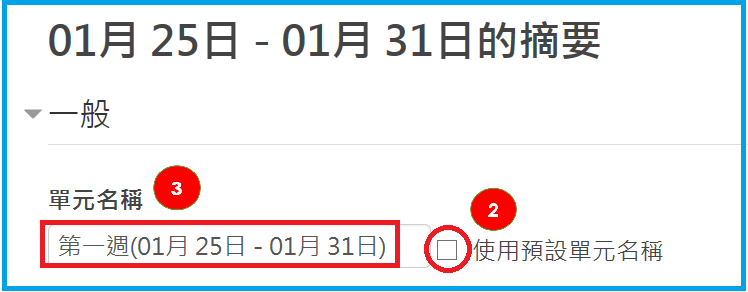 01月 25日 - 01月 31日的摘要
一般
單元名稱 3
2
第一週(01月 25日 - 01月 31日) 使用預設單元名稱